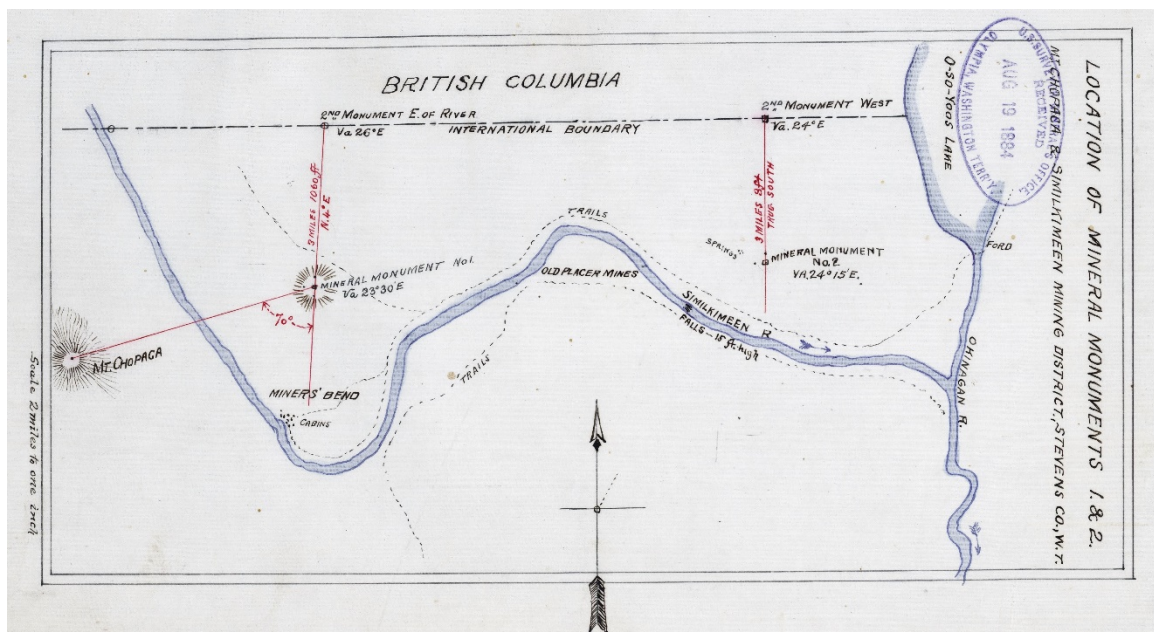 LOCATION OF MINERAL MONUMENTS 1.&2.
MT. CHOPAGA & SIMILKIMEEN MINING DISTRICT, STEVENS CO., W.T.
U.S. SURVEYOR GENERAL'S OFFICE,
RECEIVED
AUG 19 1884
OLYMPIA, WASHINGTON TERR'Y.
BRITISH COLUMBIA
2ND MONUMENT E. OF RIVER
Va 26° E
INTERNATIONAL BOUNDARY
2ND MONUMENT WEST
Va. 24° E
O-SO-YOOS LAKE
3 MILES 1060 ft
N.4° E
3 MILES
TRUE SOUTH
TRAILS
SPRINGS
MINERAL MONUMENT
No. 2
VA. 24° 15' E.
FORD
OLD PLACER MINES
MINERAL MONUMENT No 1.
Va 23° 30' E
70°
SIMILKIMEEN R
FALLS - 15 ft. high
OKINAGAN R.
MT. CHOPAGA
TRAILS
MINERS' BEND
CABINS
Scale 2 miles to one inch